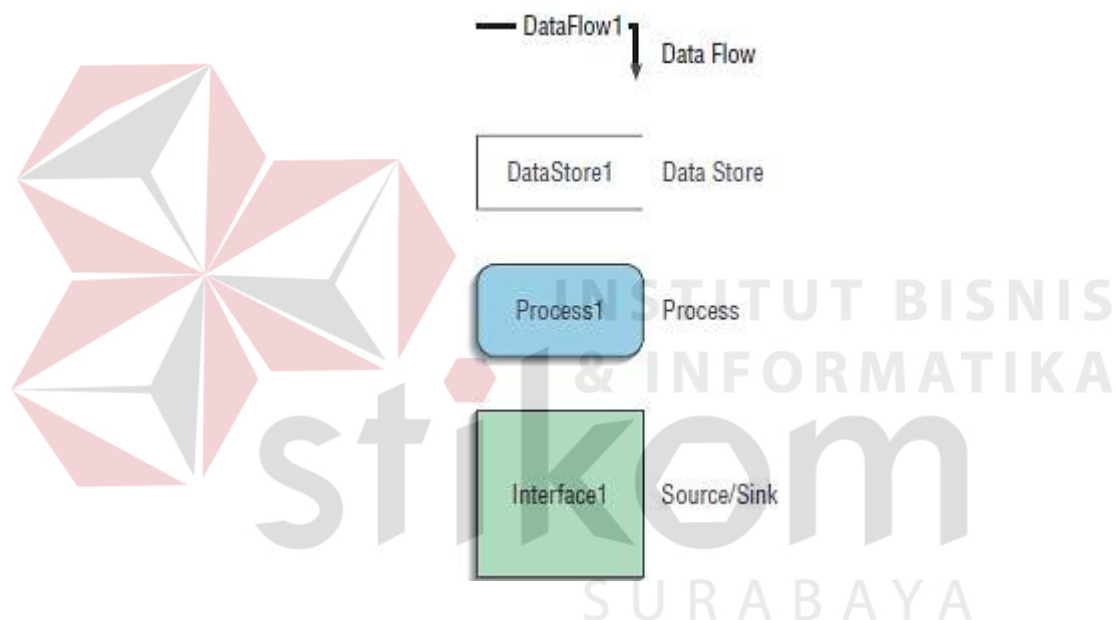 DataFlow1
Data Flow
DataStore1 Data Store
Process1 Process
INSTITUT BISNIS
& INFORMATIKA
stikom
Interface1 Source/Sink
SURABAYA